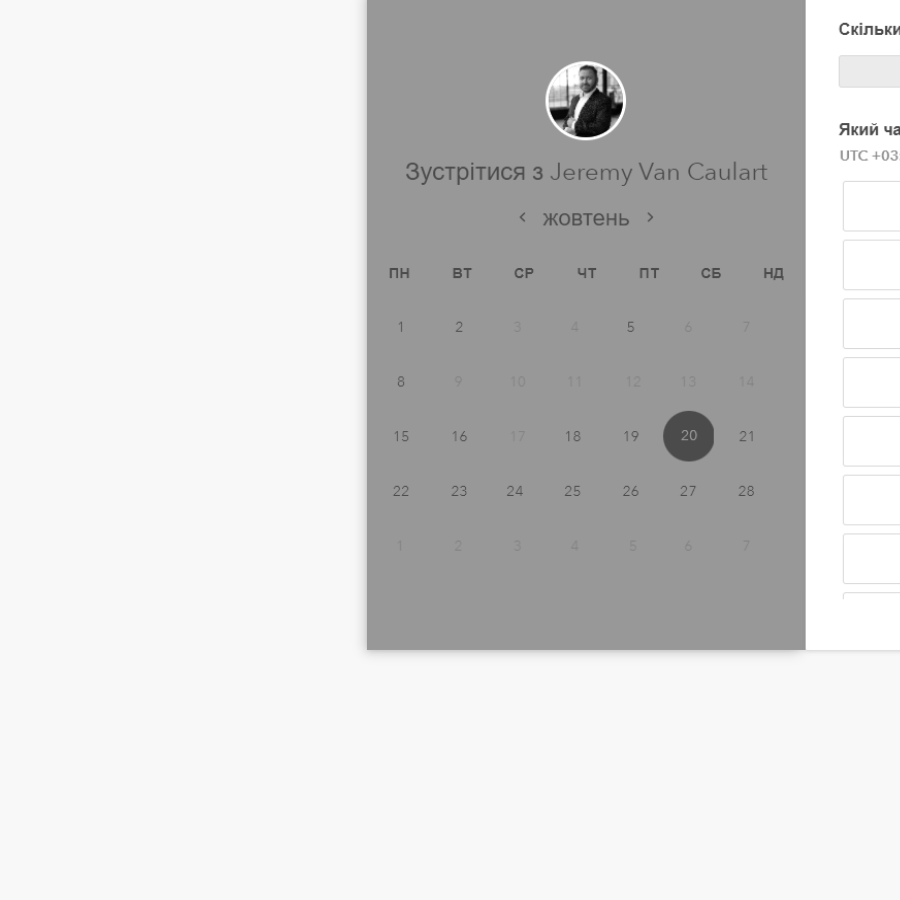 Зустрітися з Jeremy Van Caulart
жовтень
ПН ВТ СР ЧТ ПТ СБ НД
1 2 3 4 5 6 7
8 9 10 11 12 13 14
15 16 17 18 19 20 21
22 23 24 25 26 27 28
1 2 3 4 5 6 7
Скільки
Який
UTC